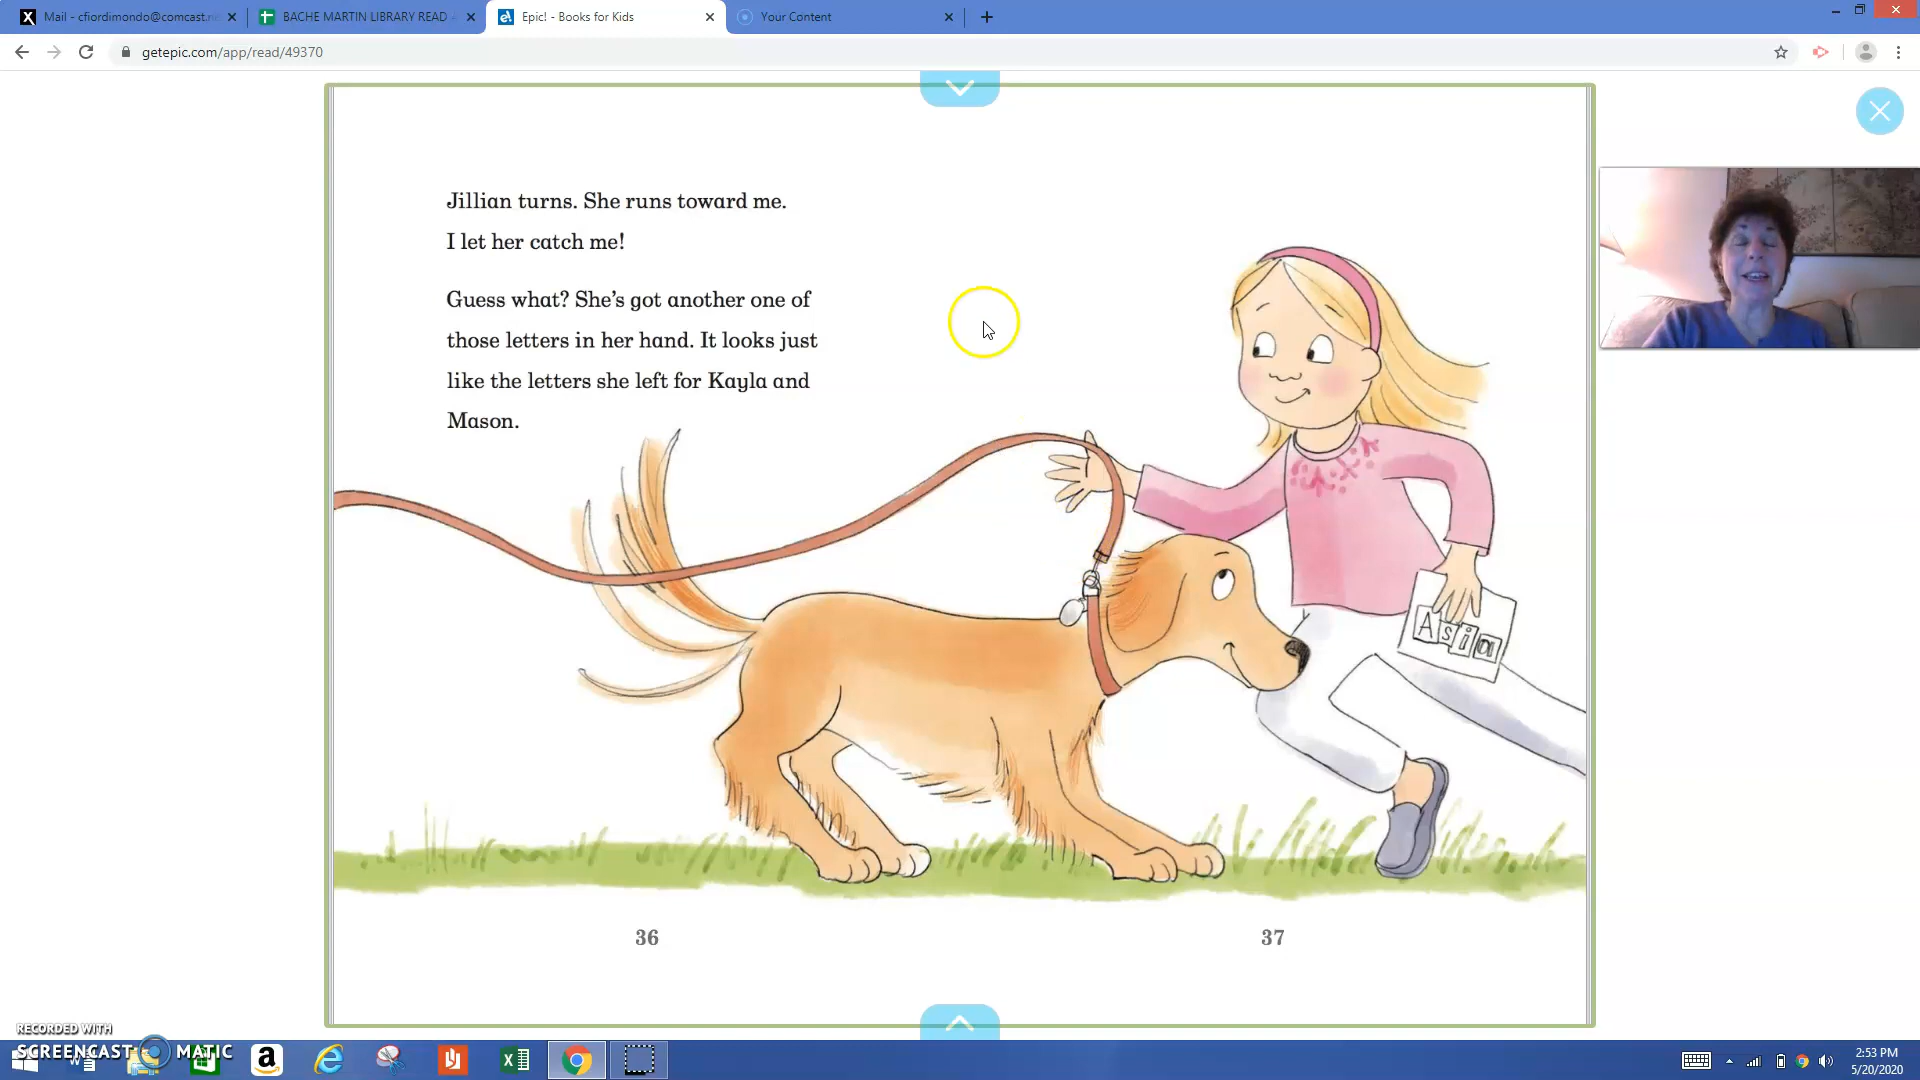 Mail - cfiordimondo@comcast.ne
BACHE MARTIN LIBRARY READ
Epic! - Books for Kids
Your Content
getepic.com/app/read/49370
Jillian turns. She runs toward me.
I let her catch me!
Guess what? She's got another one of
those letters in her hand. It looks just
like the letters she left for Kayla and
Mason.
Asia
36
37
RECORDED WITH
SCREENCAST MATIC
2:53 PM
5/20/2020